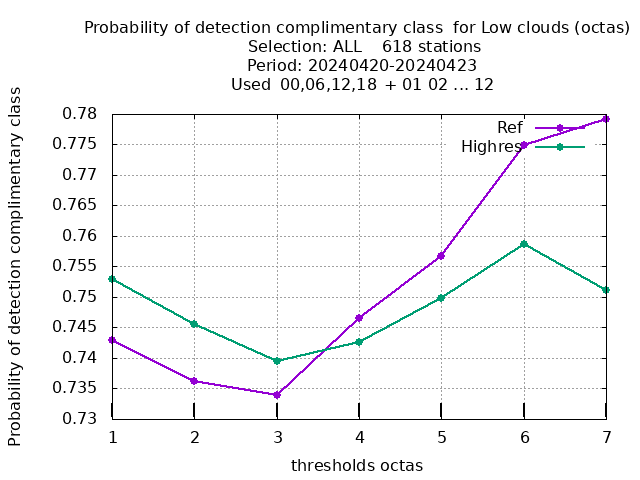 Probability of detection complimentary class  for Low clouds (octas)
Selection: ALL    618 stations
Period: 20240420-20240423
Used  00,06,12,18  + 01 02 ... 12
Probability of detection complimentary class
0.78
0.775
0.77
0.765
0.76
0.755
0.75
0.745
0.74
0.735
0.73
Ref
Highres
1 2 3 4 5 6 7
thresholds octas